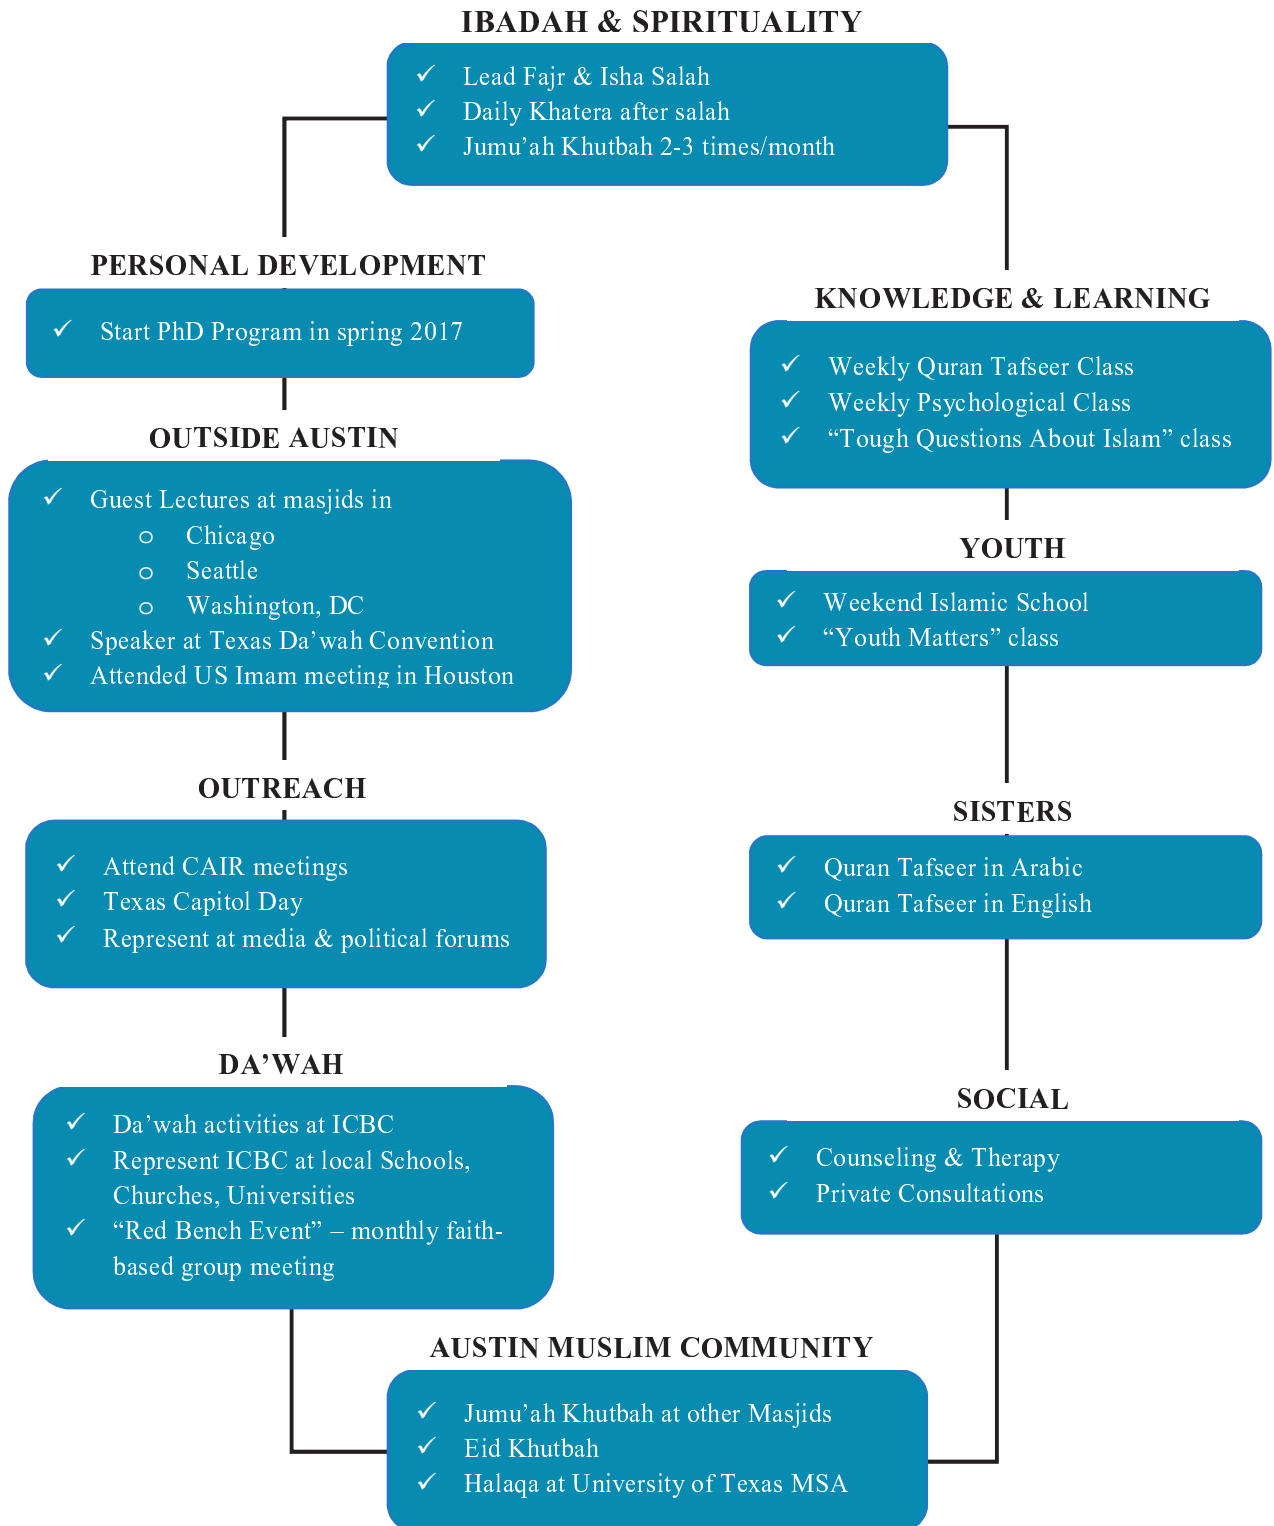 IBADAH & SPIRITUALITY
✓ Lead Fajr & Isha Salah
✓ Daily Khatera after salah
✓ Jumu’ah Khutbah 2-3 times/month
PERSONAL DEVELOPMENT
✓ Start PhD Program in spring 2017
OUTSIDE AUSTIN
✓ Guest Lectures at masjids in
o Chicago
o Seattle
o Washington, DC
✓ Speaker at Texas Da’wah Convention
✓ Attended US Imam meeting in Houston
OUTREACH
✓ Attend CAIR meetings
✓ Texas Capitol Day
✓ Represent at media & political forums
DA’WAH
✓ Da’wah activities at ICBC
✓ Represent ICBC at local Schools,
Churches, Universities
✓ “Red Bench Event” – monthly faith-
based group meeting
KNOWLEDGE & LEARNING
✓ Weekly Quran Tafseer Class
✓ Weekly Psychological Class
✓ “Tough Questions About Islam” class
YOUTH
✓ Weekend Islamic School
✓ “Youth Matters” class
SISTERS
✓ Quran Tafseer in Arabic
✓ Quran Tafseer in English
SOCIAL
✓ Counseling & Therapy
✓ Private Consultations
AUSTIN MUSLIM COMMUNITY
✓ Jumu’ah Khutbah at other Masjids
✓ Eid Khutbah
✓ Halaqa at University of Texas MSA